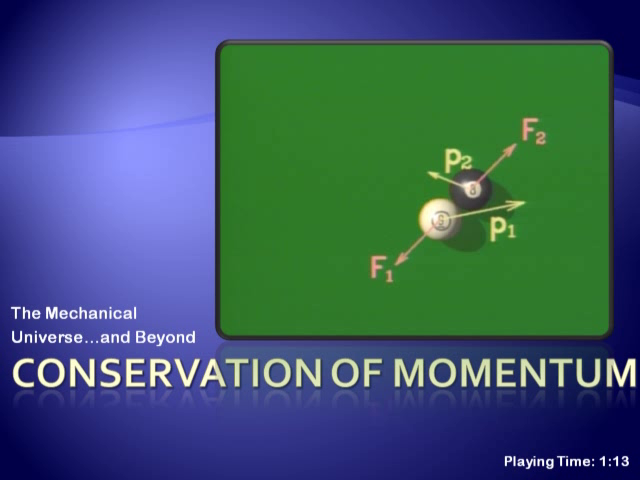 F2
p2
8
p1
F1
The Mechanical
Universe...and Beyond
CONSERVATION OF MOMENTUM
Playing Time: 1:13